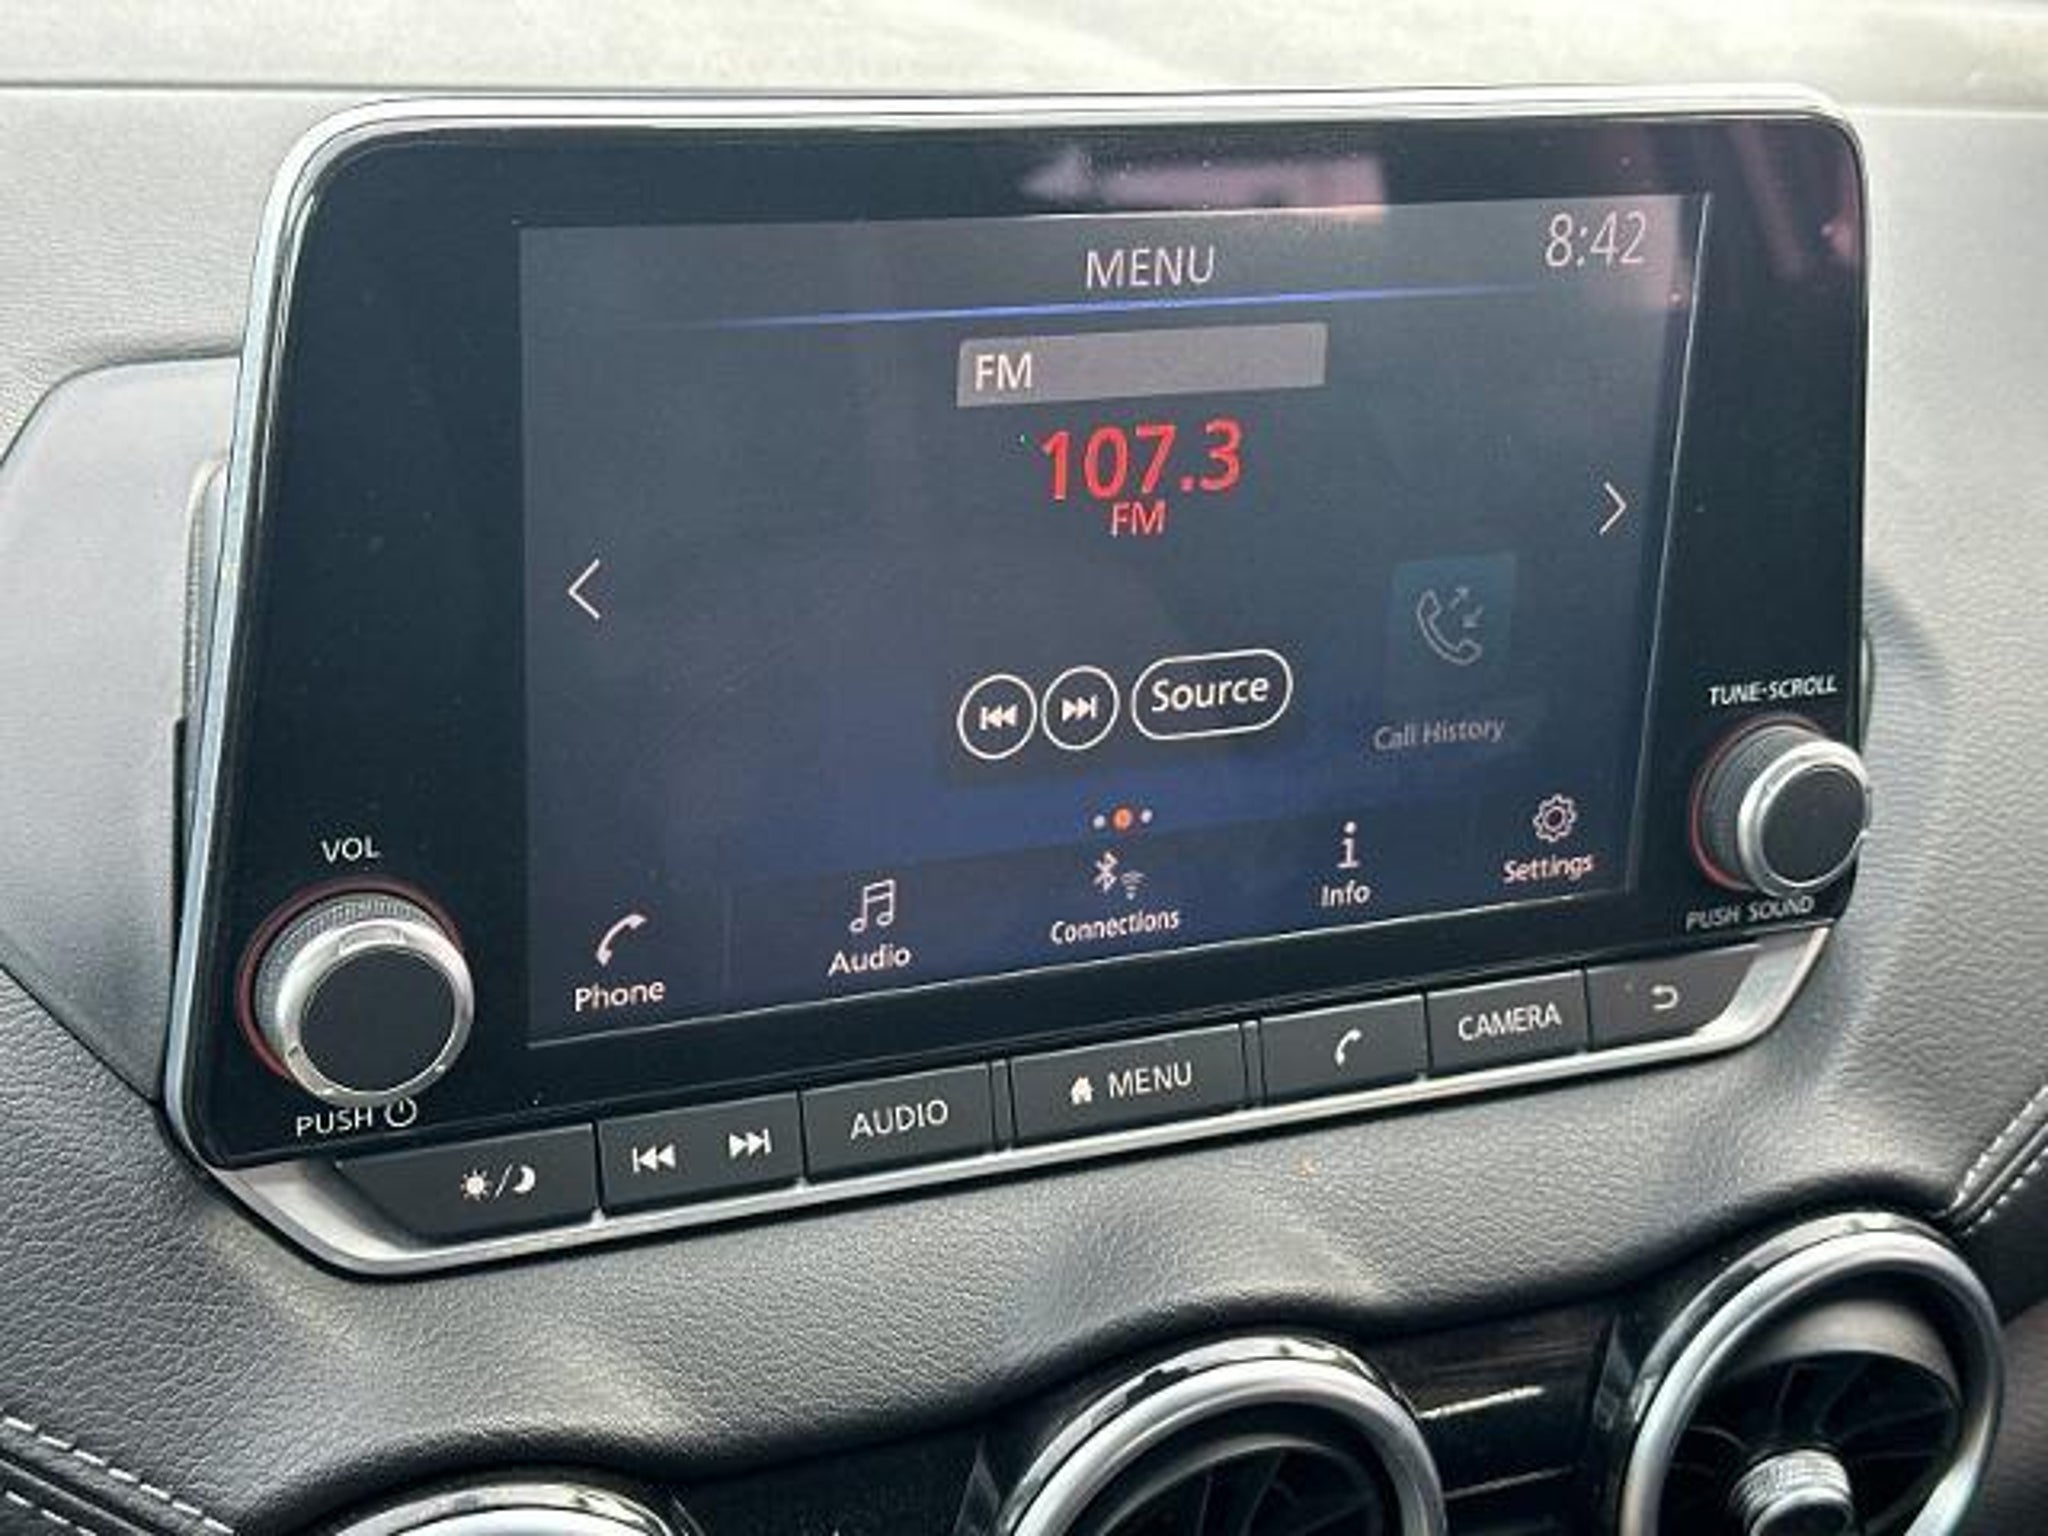 MENU
8:42
FM
107.3
FM
Source
Call History
TUNE·SCROLL
VOL
Phone
Audio
Connections
Info
Settings
PUSH SOUND
PUSH
AUDIO
MENU
CAMERA